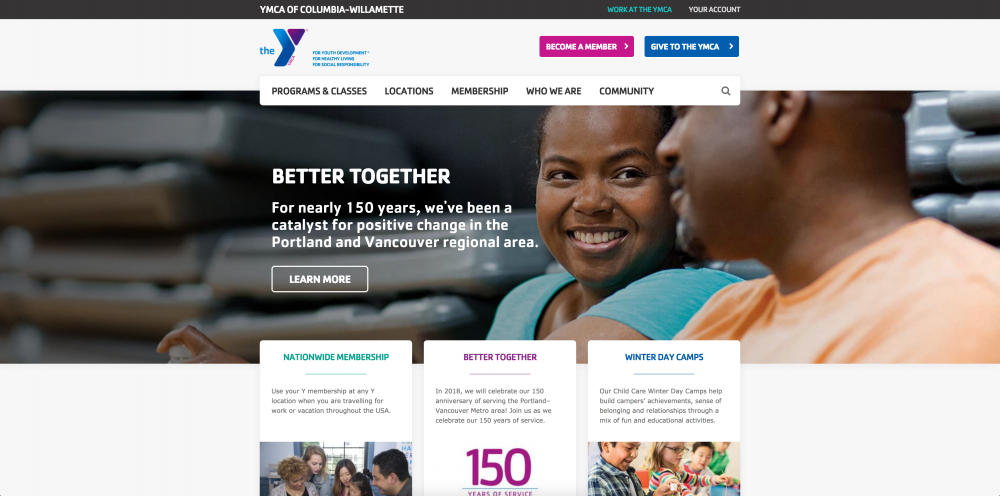 YMCA OF COLUMBIA-WILLAMETTE
WORK AT THE YMCA
YOUR ACCOUNT
the Y
YMCA
FOR YOUTH DEVELOPMENT®
FOR HEALTHY LIVING
FOR SOCIAL RESPONSIBILITY
BECOME A MEMBER
GIVE TO THE YMCA
PROGRAMS & CLASSES
LOCATIONS
MEMBERSHIP
WHO WE ARE
COMMUNITY
BETTER TOGETHER
For nearly 150 years, we've been a
catalyst for positive change in the
Portland and Vancouver regional area.
LEARN MORE
NATIONWIDE MEMBERSHIP
Use your Y membership at any Y
location when you are travelling for
work or vacation throughout the USA.
BETTER TOGETHER
In 2018, we will celebrate our 150
anniversary of serving the Portland–
Vancouver Metro area! Join us as we
celebrate our 150 years of service.
150
YEARS OF SERVICE
WINTER DAY CAMPS
Our Child Care Winter Day Camps help
build campers' achievements, sense of
belonging and relationships through a
mix of fun and educational activities.